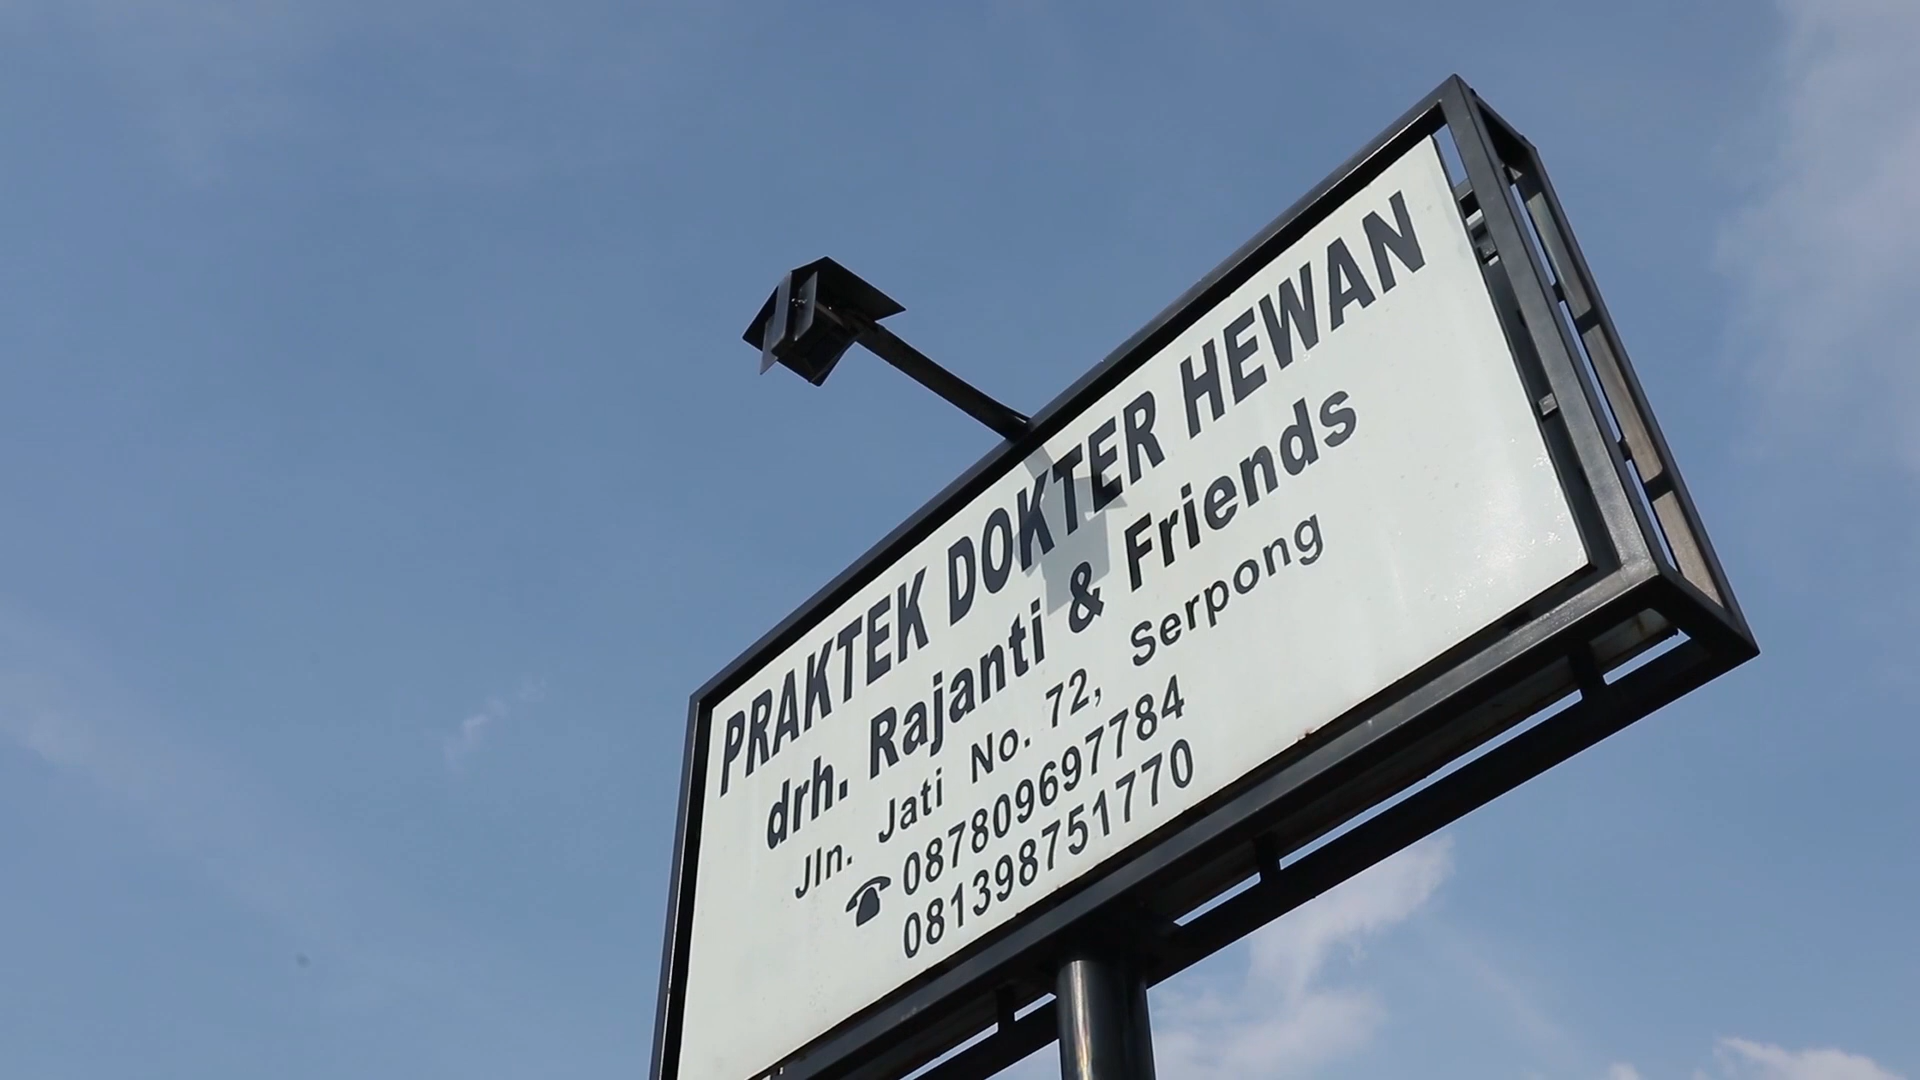 PRAKTEK DOKTER HEWAN
drh. Rajanti & Friends
Jln. Jati No. 72, Serpong
087809697784
081398751770